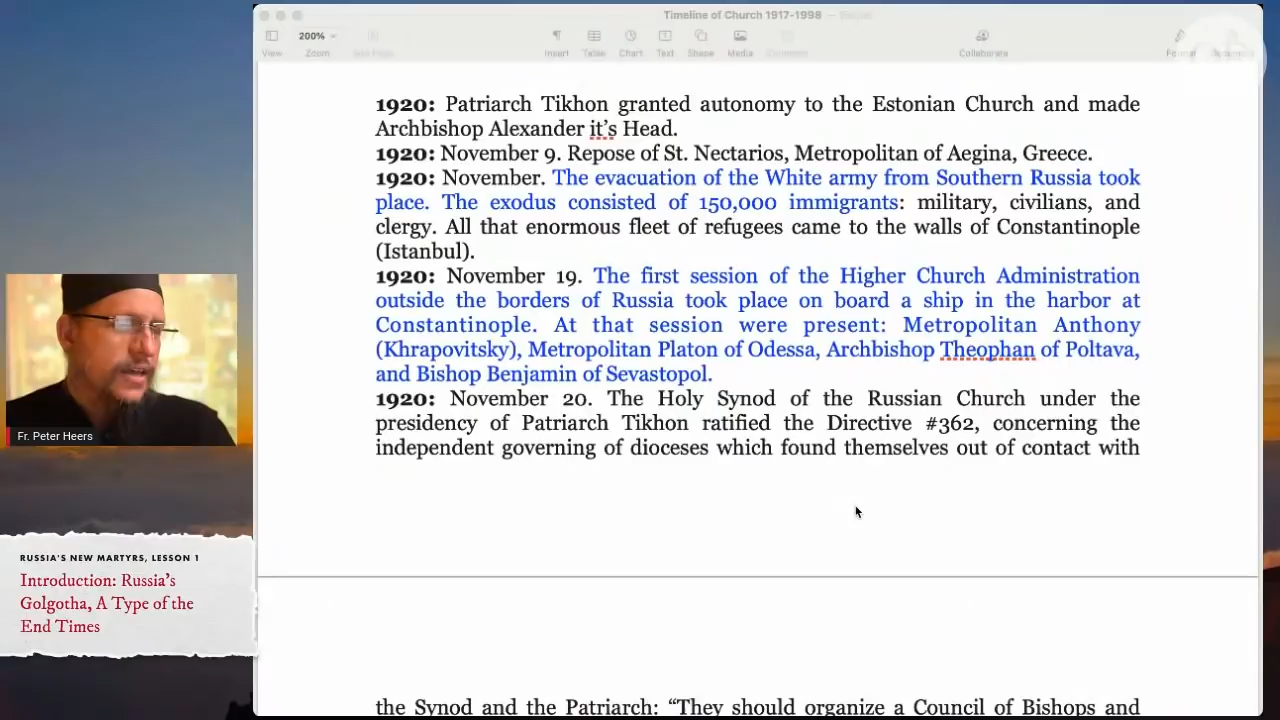 Timeline of Church 1917-1998
200%
View
Zoom
Add Page
Insert
Table
Chart
Text
Shape
Media
Comment
Collaborate
Format
1920: Patriarch Tikhon granted autonomy to the Estonian Church and made
Archbishop Alexander it’s Head.
1920: November 9. Repose of St. Nectarios, Metropolitan of Aegina, Greece.
1920: November. The evacuation of the White army from Southern Russia took
place. The exodus consisted of 150,000 immigrants: military, civilians, and
clergy. All that enormous fleet of refugees came to the walls of Constantinople
(Istanbul).
1920: November 19. The first session of the Higher Church Administration
outside the borders of Russia took place on board a ship in the harbor at
Constantinople. At that session were present: Metropolitan Anthony
(Khrapovitsky), Metropolitan Platon of Odessa, Archbishop Theophan of Poltava,
and Bishop Benjamin of Sevastopol.
1920: November 20. The Holy Synod of the Russian Church under the
presidency of Patriarch Tikhon ratified the Directive #362, concerning the
independent governing of dioceses which found themselves out of contact with
the Synod and the Patriarch: “They should organize a Council of Bishops and
Fr. Peter Heers
RUSSIA'S NEW MARTYRS, LESSON 1
Introduction: Russia's
Golgotha, A Type of the
End Times